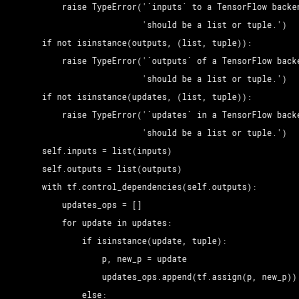 raise TypeError('`inputs` to a TensorFlow
'should be a list or tuple.')
if not isinstance(outputs, (list, tuple)):
raise TypeError('`outputs` of a TensorFlow
'should be a list or tuple.')
if not isinstance(updates, (list, tuple)):
raise TypeError('`updates` in a TensorFlow
'should be a list or tuple.')
self.inputs = list(inputs)
self.outputs = list(outputs)
with tf.control_dependencies(self.outputs):
updates_ops = []
for update in updates:
if isinstance(update, tuple):
p, new_p = update
updates_ops.append(tf.assign(p, new_p))
else: